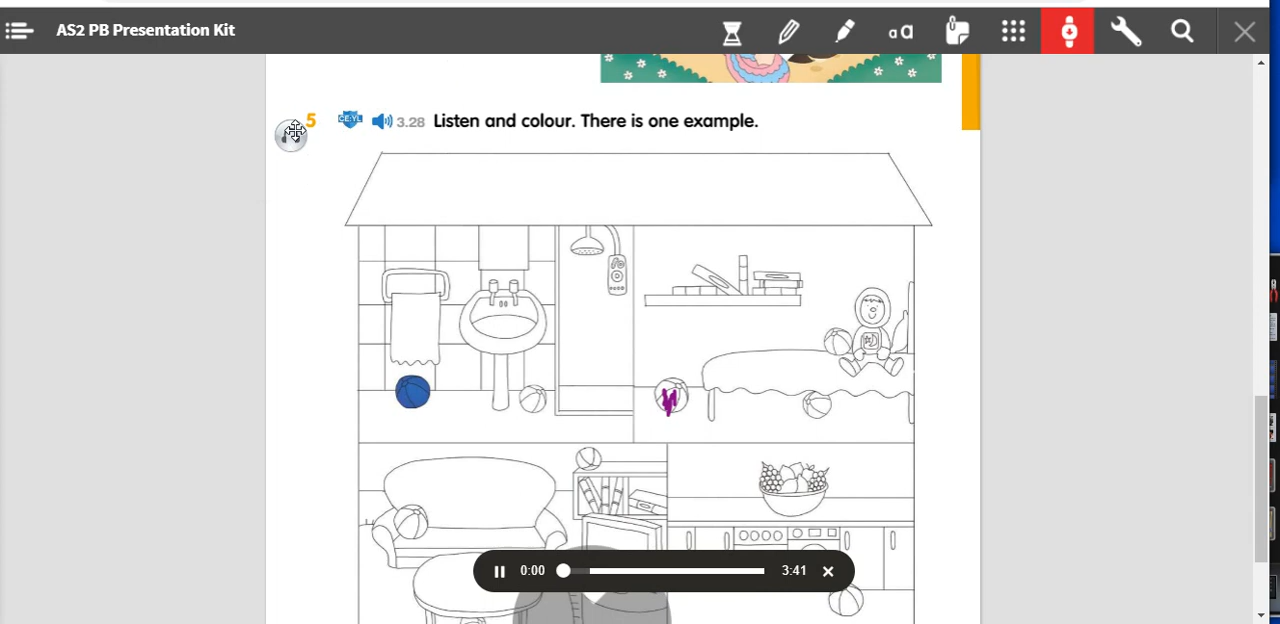 AS2 PB Presentation Kit
a a
5 CE:YL 3.28 Listen and colour. There is one example.
0:00 3:41